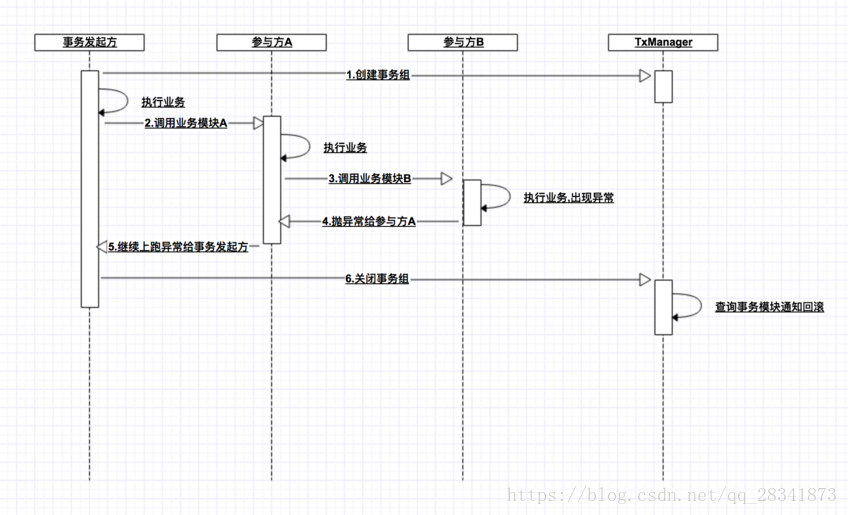 事务发起方
参与方A
参与方B
TxManager
1.创建事务组
执行业务
2.调用业务模块A
执行业务
3.调用业务模块B
执行业务,出现异常
4.抛异常给参与方A
5.继续上跑异常给事务发起方
6.关闭事务组
查询事务模块通知回滚
https://blog.csdn.net/qq_28341873